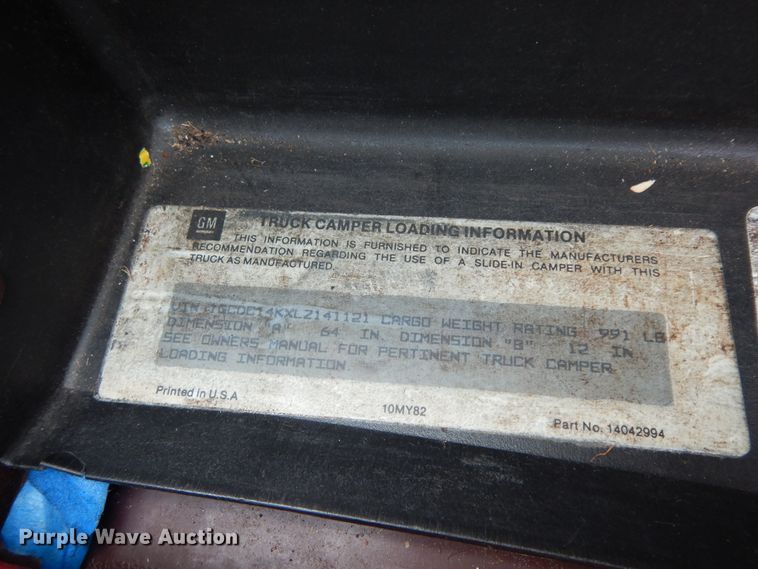 GM
TRUCK CAMPER LOADING INFORMATION
THIS INFORMATION IS FURNISHED TO INDICATE THE MANUFACTURERS
RECOMMENDATION REGARDING THE USE OF A SLIDE-IN CAMPER WITH THIS
TRUCK AS MANUFACTURED.
VIN 1GCDC14KXLZ141121 CARGO WEIGHT RATING 991 LB
DIMENSION "A" 64 IN. DIMENSION "B" 12 IN
SEE OWNERS MANUAL FOR PERTINENT TRUCK CAMPER
LOADING INFORMATION
Printed in U.S.A
10MY82
Part No. 14042994
Purple Wave Auction